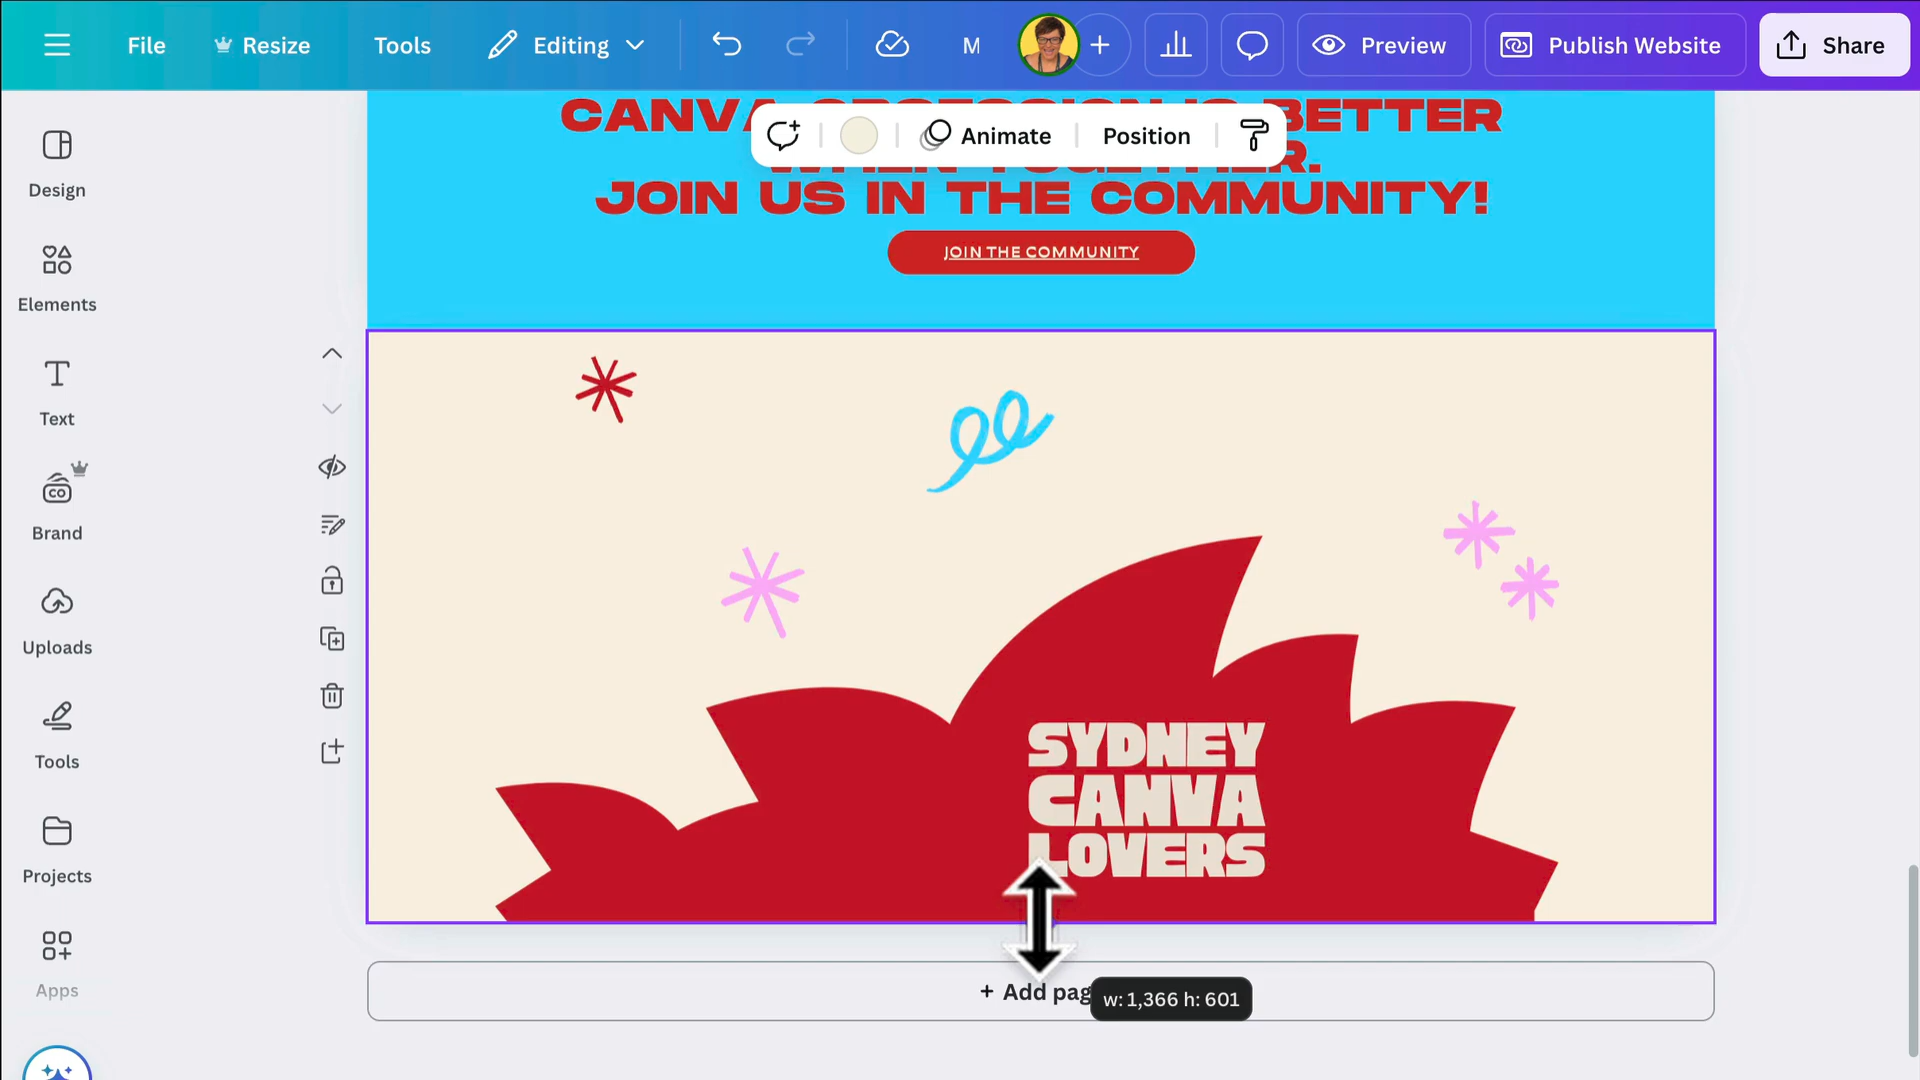 File
Resize
Tools
Editing
M
Preview
Publish Website
Share
Design
Elements
Text
CO
Brand
Uploads
Tools
Projects
Apps
Animate
Position
BETTER
JOIN US IN THE COMMUNITY!
JOIN THE COMMUNITY
SYDNEY
CANVA
LOVERS
+ Add pag
w: 1,366 h: 601